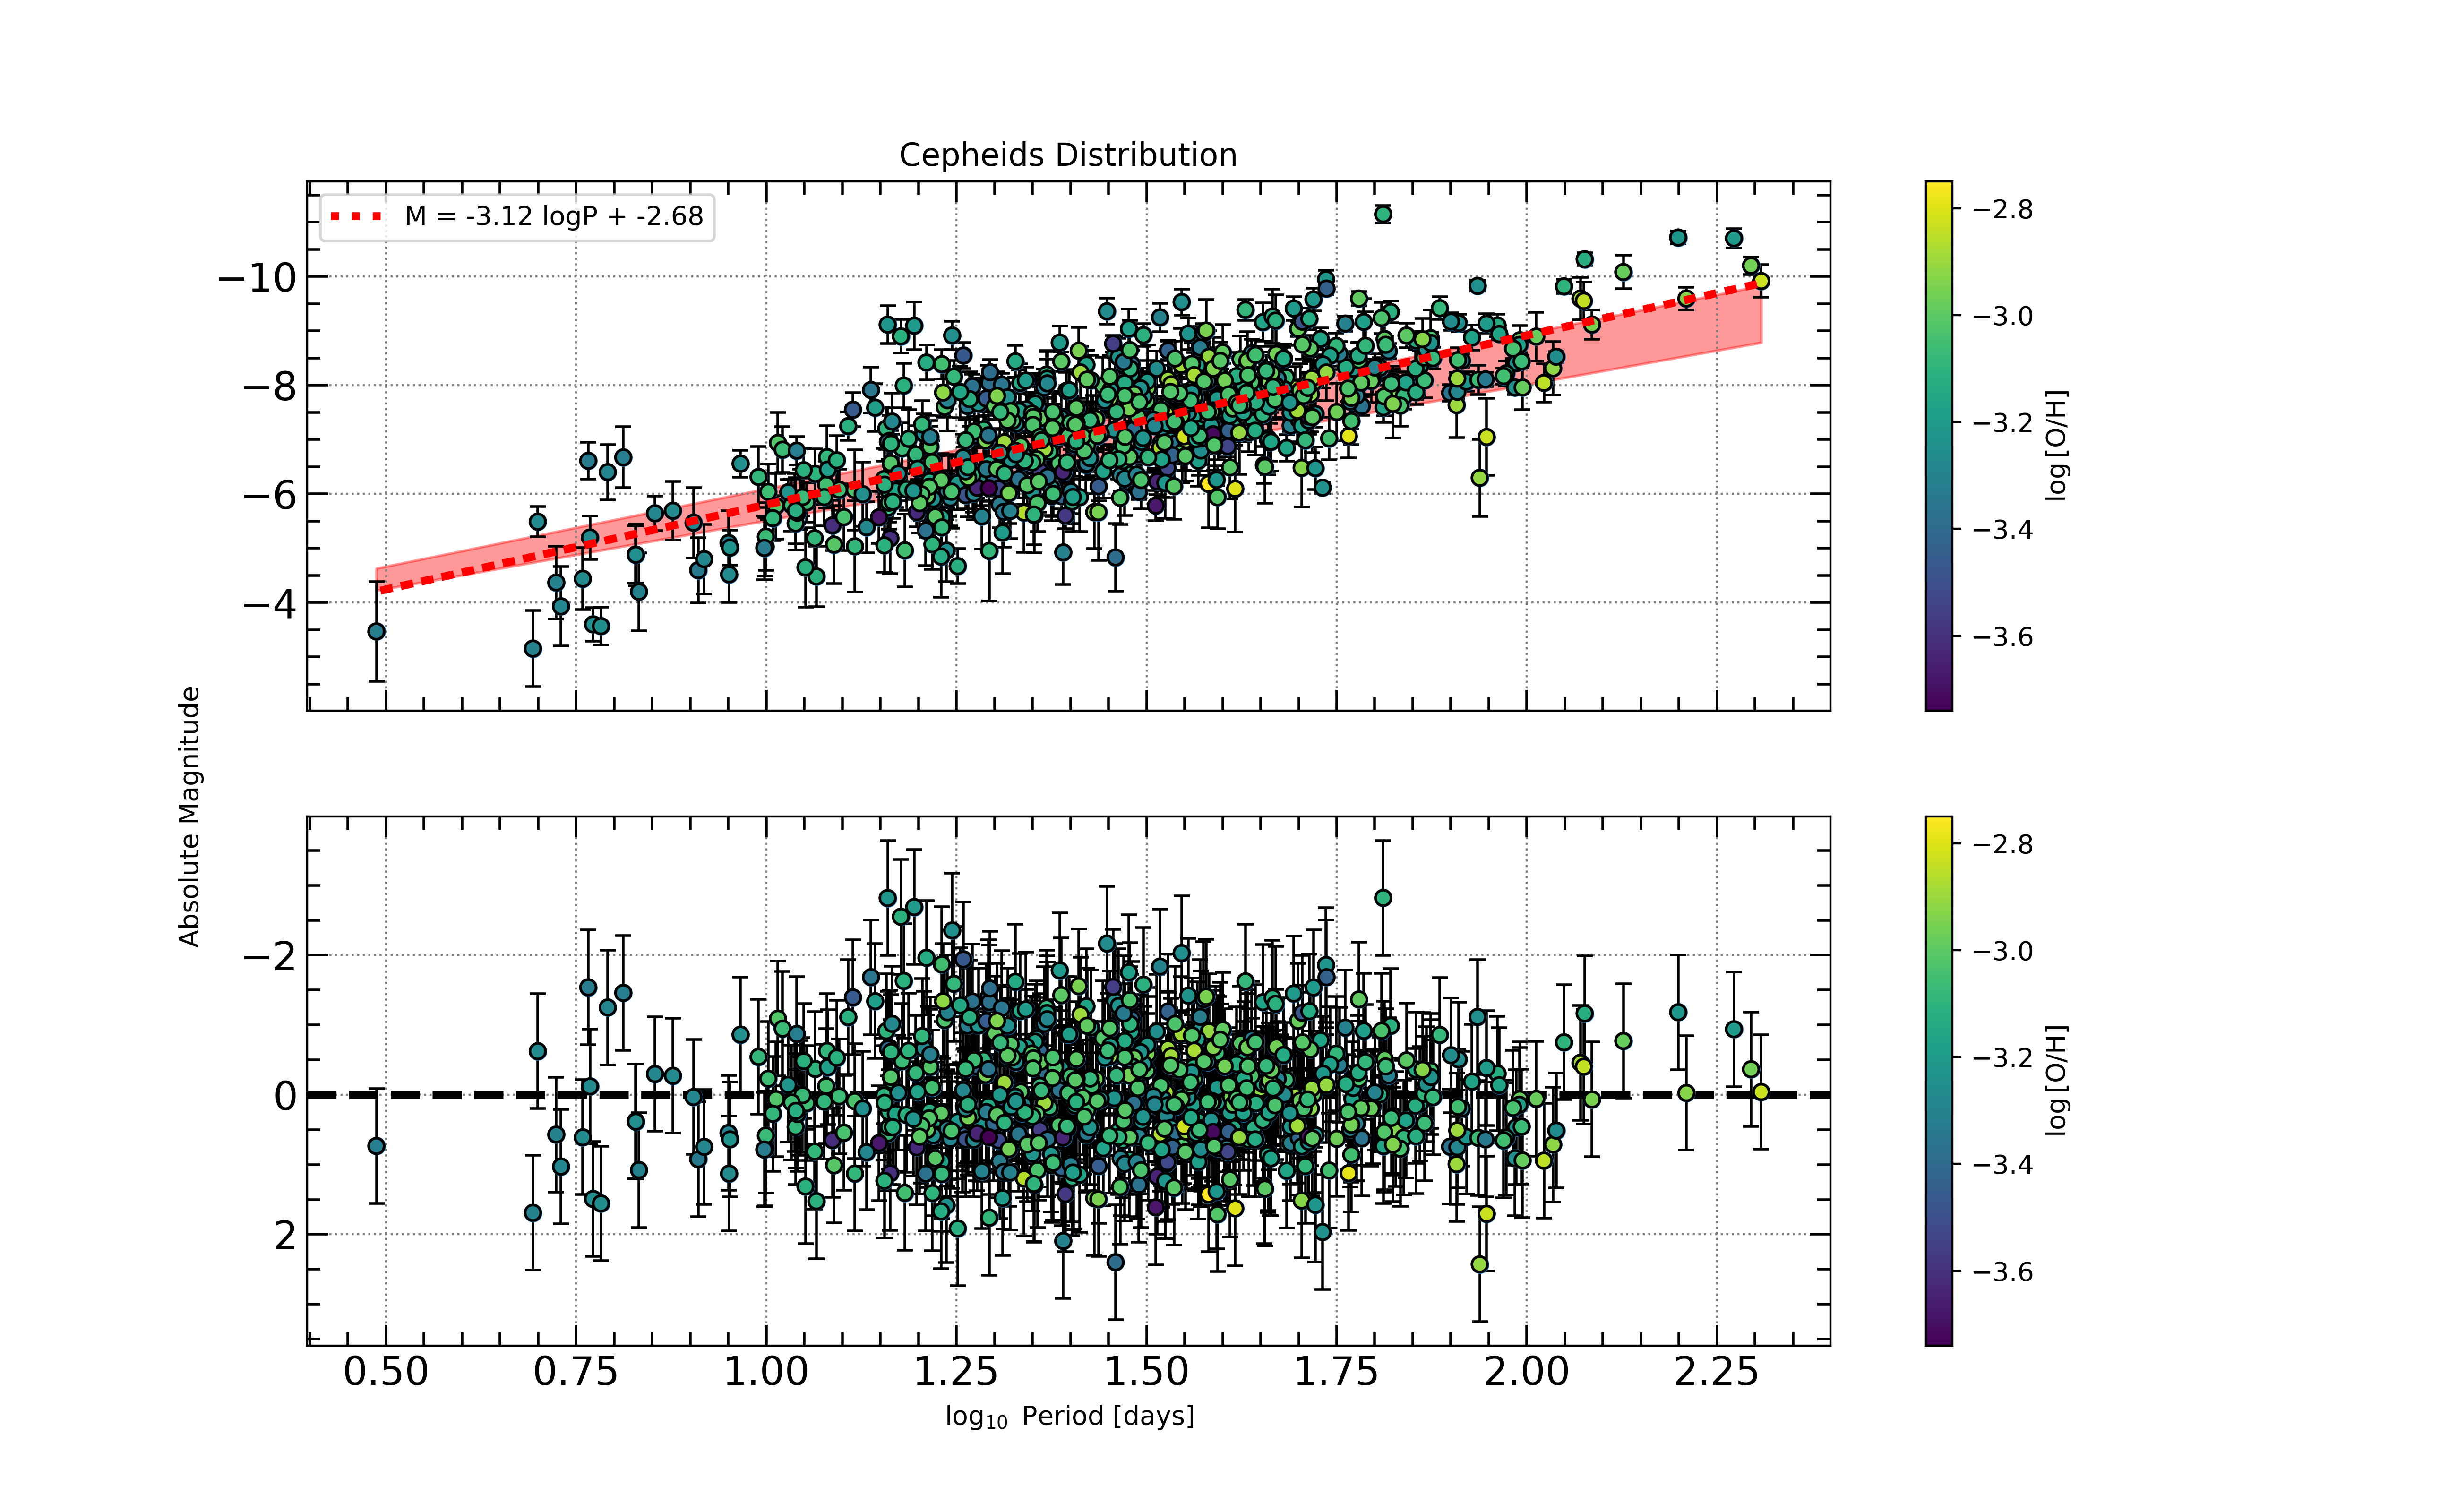 Cepheids Distribution
M = -3.12 logP + -2.68
−10
−8
−6
−4
−2.8
−3.0
−3.2
−3.4
−3.6
log [O/H]
Absolute Magnitude
−2
0
2
−2.8
−3.0
−3.2
−3.4
−3.6
log [O/H]
0.50 0.75 1.00 1.25 1.50 1.75 2.00 2.25
log₁₀ Period [days]